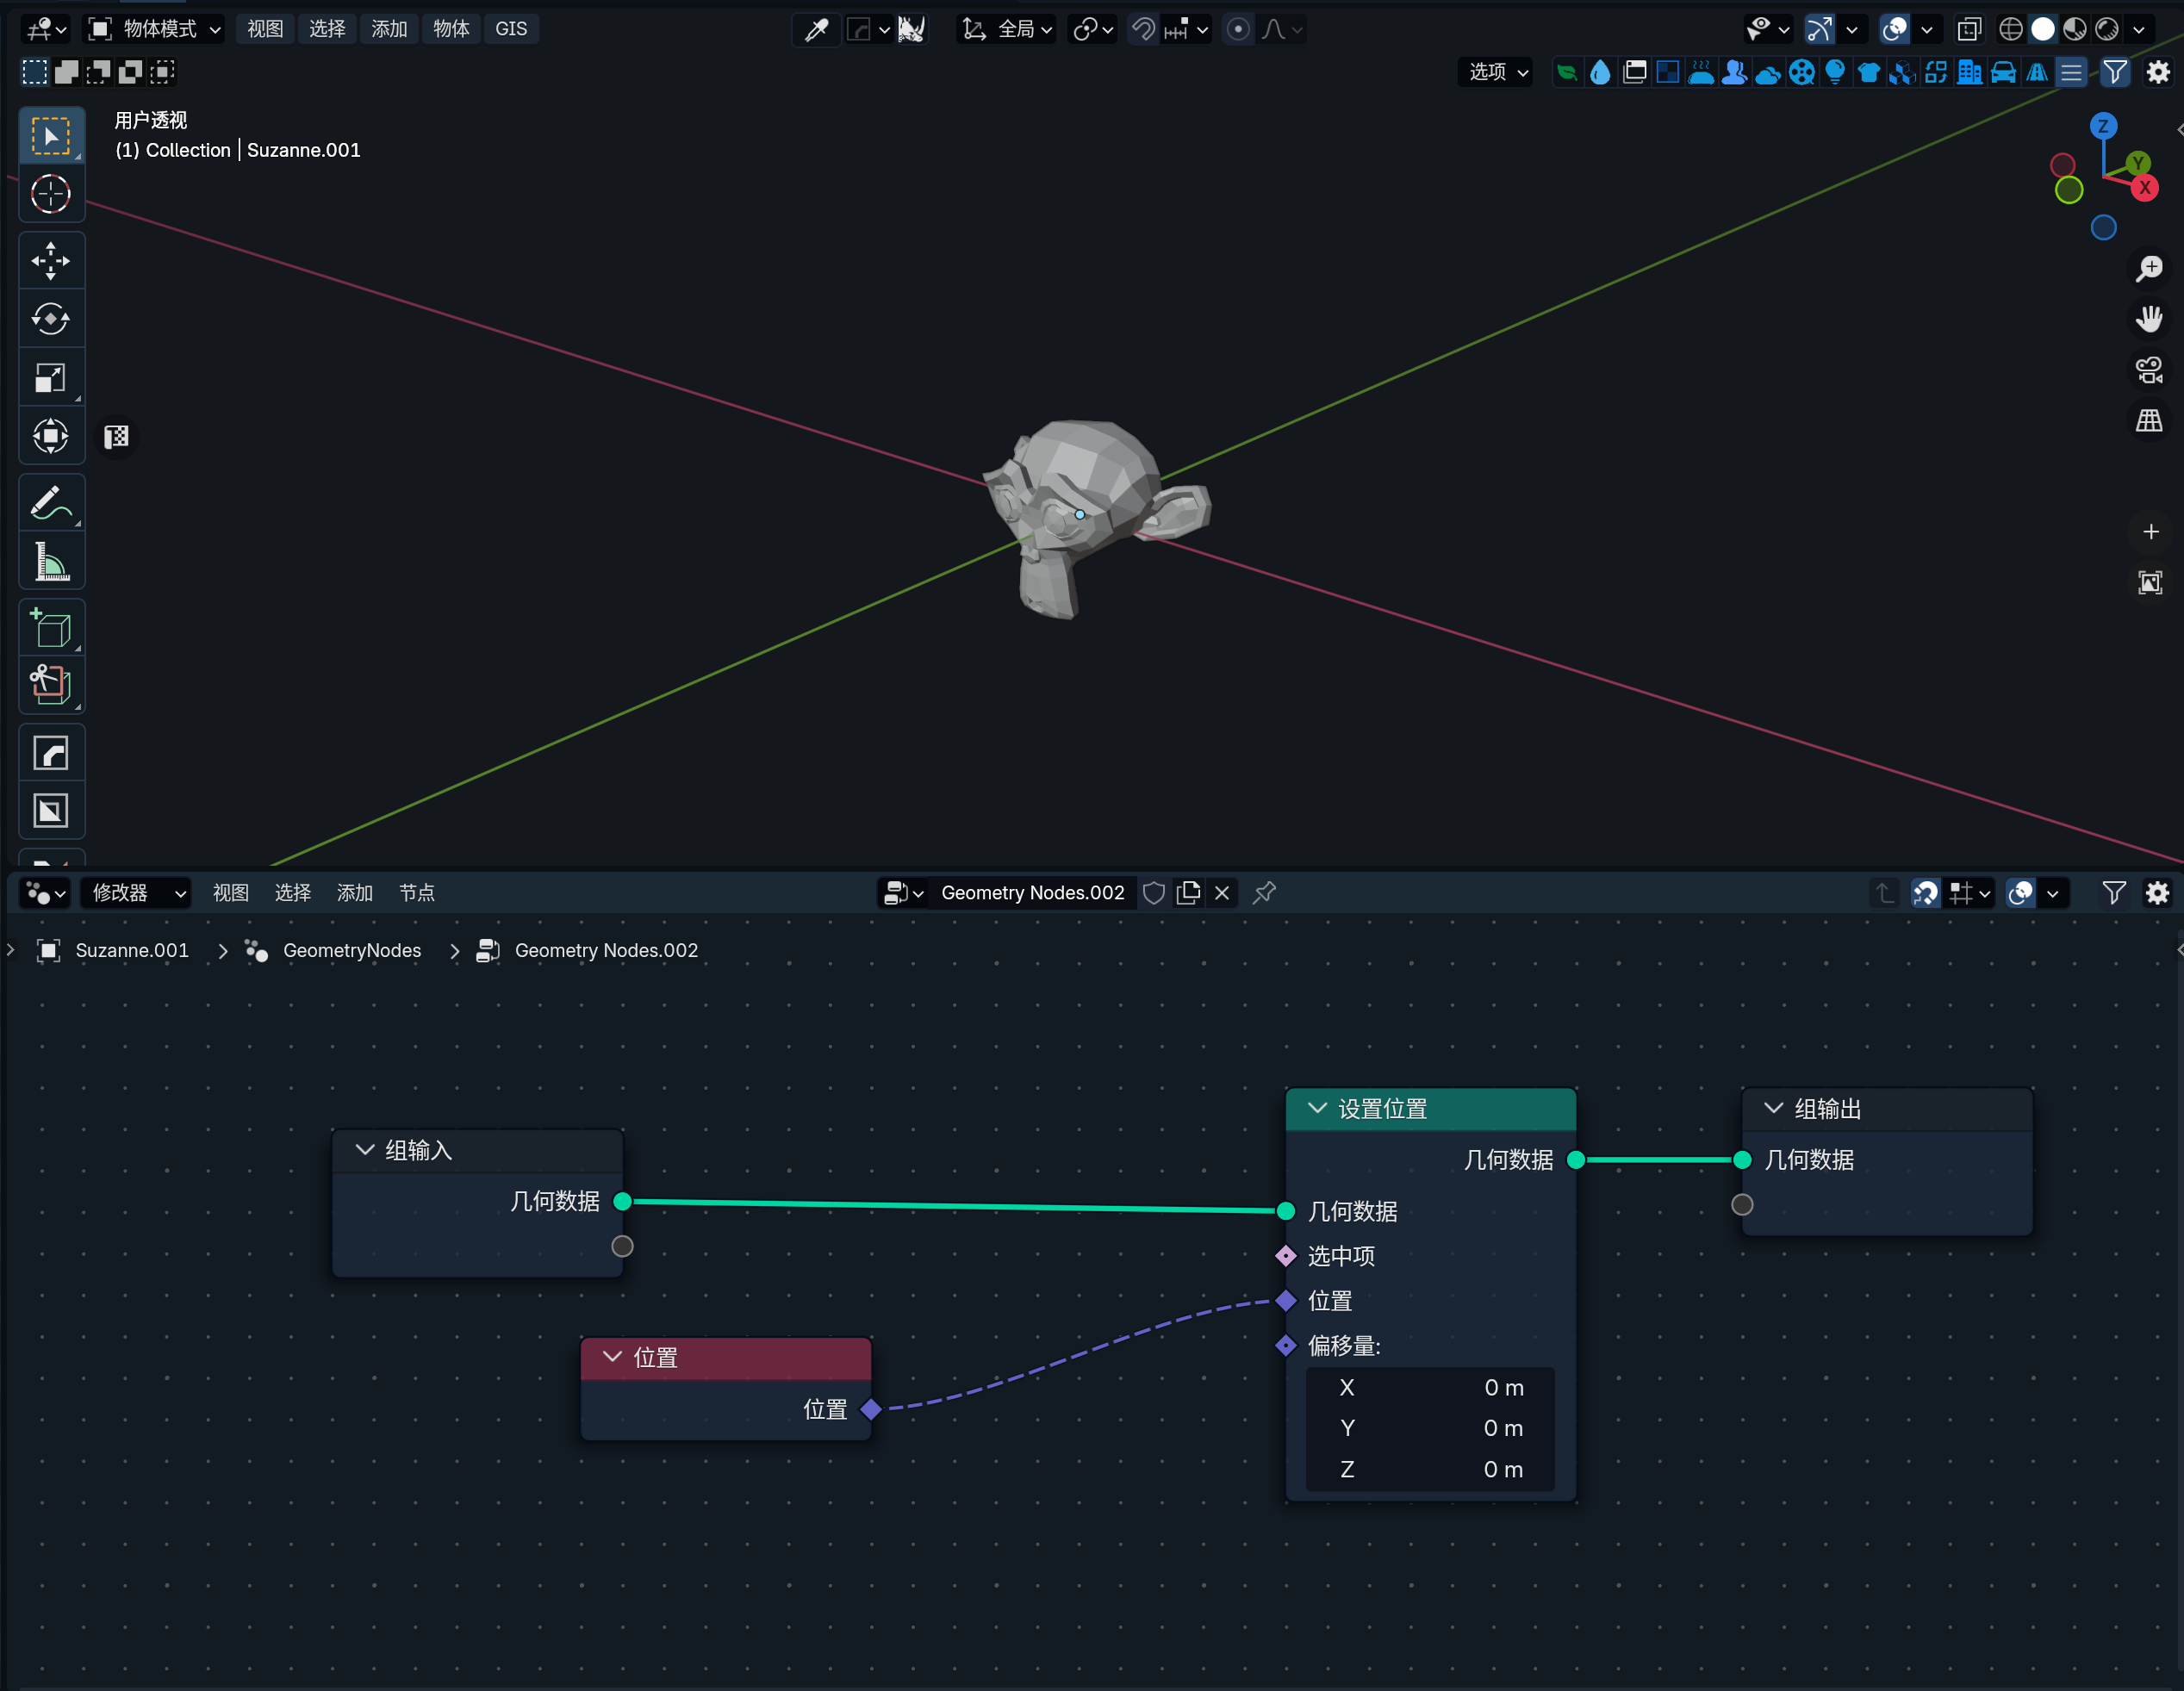 物体模式 视图 选择 添加 物体 GIS 全局
选项
用户透视
(1) Collection | Suzanne.001
Z
Y
X
修改器 视图 选择 添加 节点 Geometry Nodes.002
Suzanne.001 GeometryNodes Geometry Nodes.002
组输入
几何数据
位置
位置
设置位置
几何数据
几何数据
选中项
位置
偏移量:
X 0 m
Y 0 m
Z 0 m
组输出
几何数据